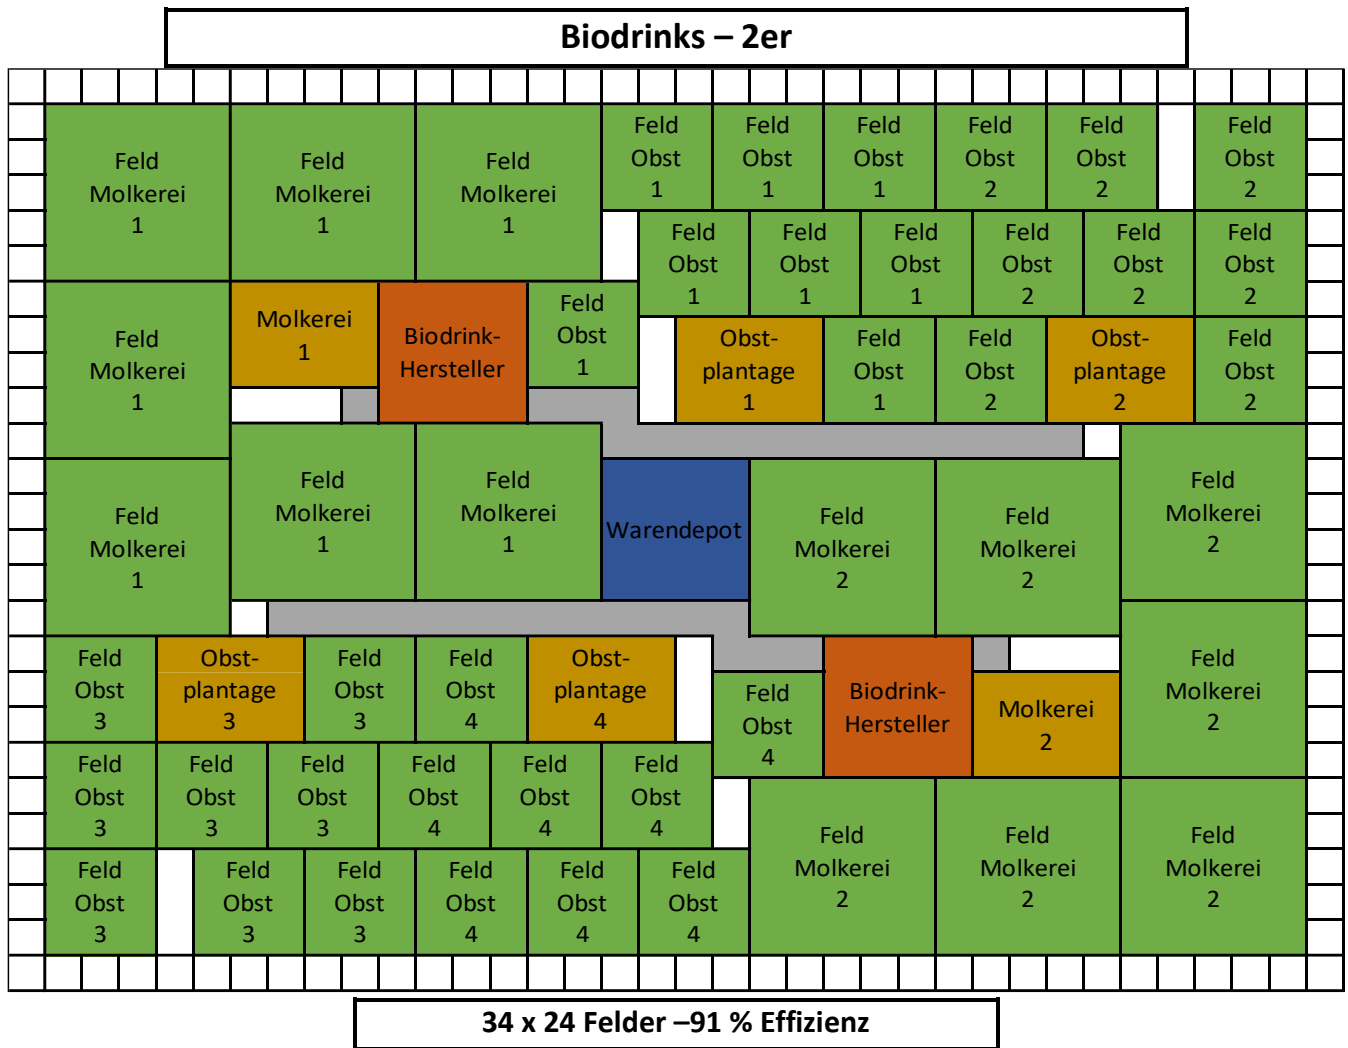 Biodrinks – 2er
Feld
Molkerei
1
Feld
Molkerei
1
Feld
Molkerei
1
Feld
Obst
1
Feld
Obst
1
Feld
Obst
1
Feld
Obst
2
Feld
Obst
2
Feld
Obst
2
Feld
Obst
1
Feld
Obst
1
Feld
Obst
1
Feld
Obst
2
Feld
Obst
2
Feld
Obst
2
Feld
Molkerei
1
Molkerei
1
Biodrink-
Hersteller
Feld
Obst
1
Obst-
plantage
1
Feld
Obst
1
Feld
Obst
2
Obst-
plantage
2
Feld
Obst
2
Feld
Molkerei
1
Feld
Molkerei
1
Feld
Molkerei
1
Warendepot
Feld
Molkerei
2
Feld
Molkerei
2
Feld
Molkerei
2
Feld
Obst
3
Obst-
plantage
3
Feld
Obst
3
Feld
Obst
4
Obst-
plantage
4
Feld
Obst
4
Biodrink-
Hersteller
Molkerei
2
Feld
Molkerei
2
Feld
Obst
3
Feld
Obst
3
Feld
Obst
3
Feld
Obst
4
Feld
Obst
4
Feld
Obst
4
Feld
Molkerei
2
Feld
Molkerei
2
Feld
Molkerei
2
Feld
Obst
3
Feld
Obst
3
Feld
Obst
3
Feld
Obst
4
Feld
Obst
4
Feld
Obst
4
34 x 24 Felder –91 % Effizienz